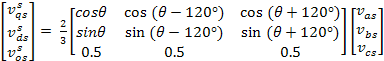 [v_qs^s; v_ds^s; v_os^s] = 2/3 [cosθ cos (θ − 120°) cos (θ + 120°); sinθ sin (θ − 120°) sin (θ + 120°); 0.5 0.5 0.5] [v_as; v_bs; v_cs]